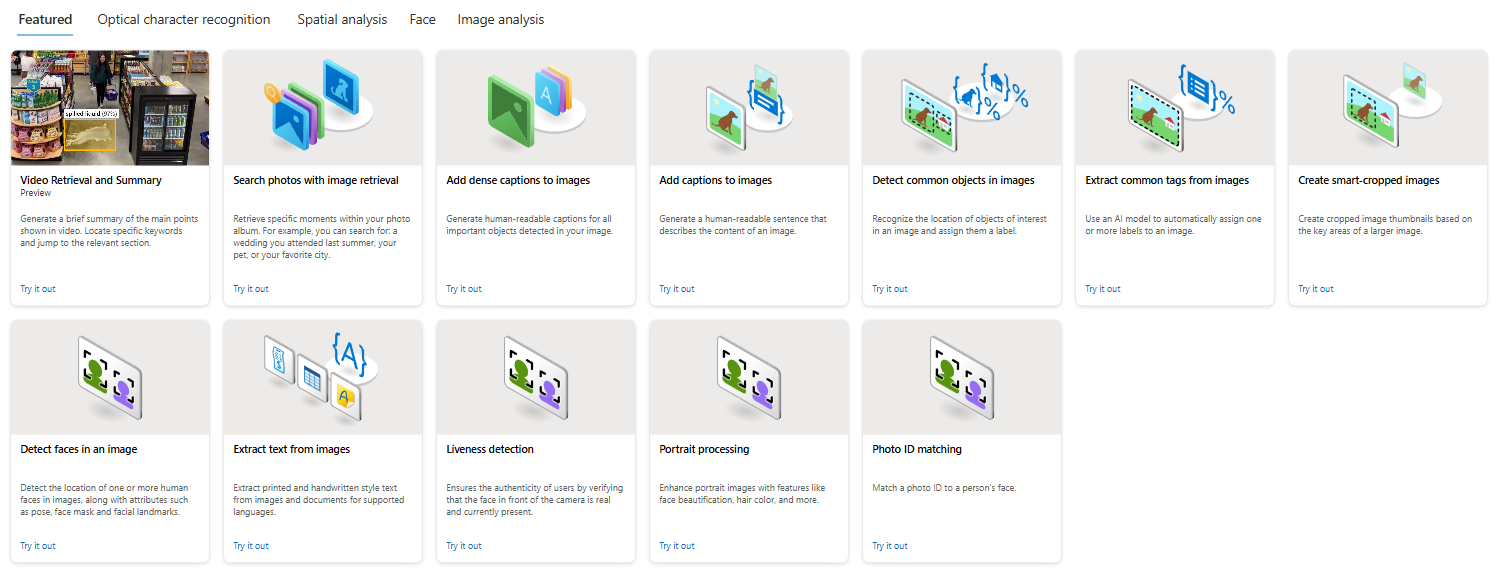 Featured Optical character recognition Spatial analysis Face Image analysis
spilled liquid (97%)
Video Retrieval and Summary
Preview
Generate a brief summary of the main points
shown in video. Locate specific keywords
and jump to the relevant section.
Try it out
Search photos with image retrieval
Retrieve specific moments within your photo
album. For example, you can search for: a
wedding you attended last summer, your
pet, or your favorite city.
Try it out
A
Add dense captions to images
Generate human-readable captions for all
important objects detected in your image.
Try it out
Add captions to images
Generate a human-readable sentence that
describes the content of an image.
Try it out
{ } { } % %
Detect common objects in images
Recognize the location of objects of interest
in an image and assign them a label.
Try it out
{ } %
Extract common tags from images
Use an AI model to automatically assign one
or more labels to an image.
Try it out
Create smart-cropped images
Create cropped image thumbnails based on
the key areas of a larger image.
Try it out
Detect faces in an image
Detect the location of one or more human
faces in images, along with attributes such
as pose, face mask and facial landmarks.
Try it out
{A}
$
A
Extract text from images
Extract printed and handwritten style text
from images and documents for supported
languages.
Try it out
Liveness detection
Ensures the authenticity of users by verifying
that the face in front of the camera is real
and currently present.
Try it out
Portrait processing
Enhance portrait images with features like
face beautification, hair color, and more.
Try it out
Photo ID matching
Match a photo ID to a person's face.
Try it out